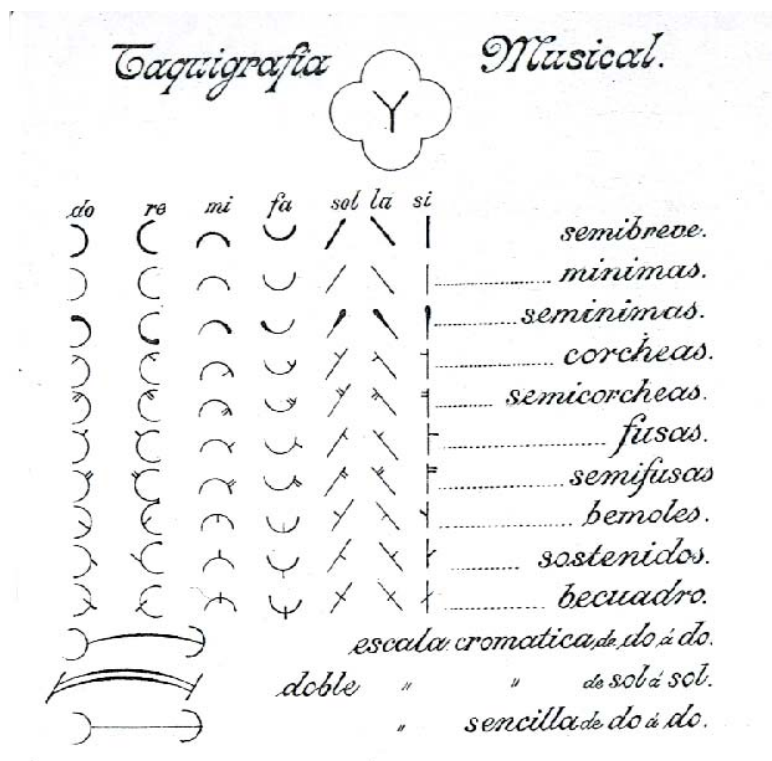 Taquigrafia Musical.
Y
do re mi fa sol la si
semibreve.
minimas.
seminimas.
corcheas.
semicorcheas.
fusas.
semifusas
bemoles.
sostenidos.
becuadro.
escala cromatica de do á do.
doble " " de sol á sol.
" sencilla de do á do.